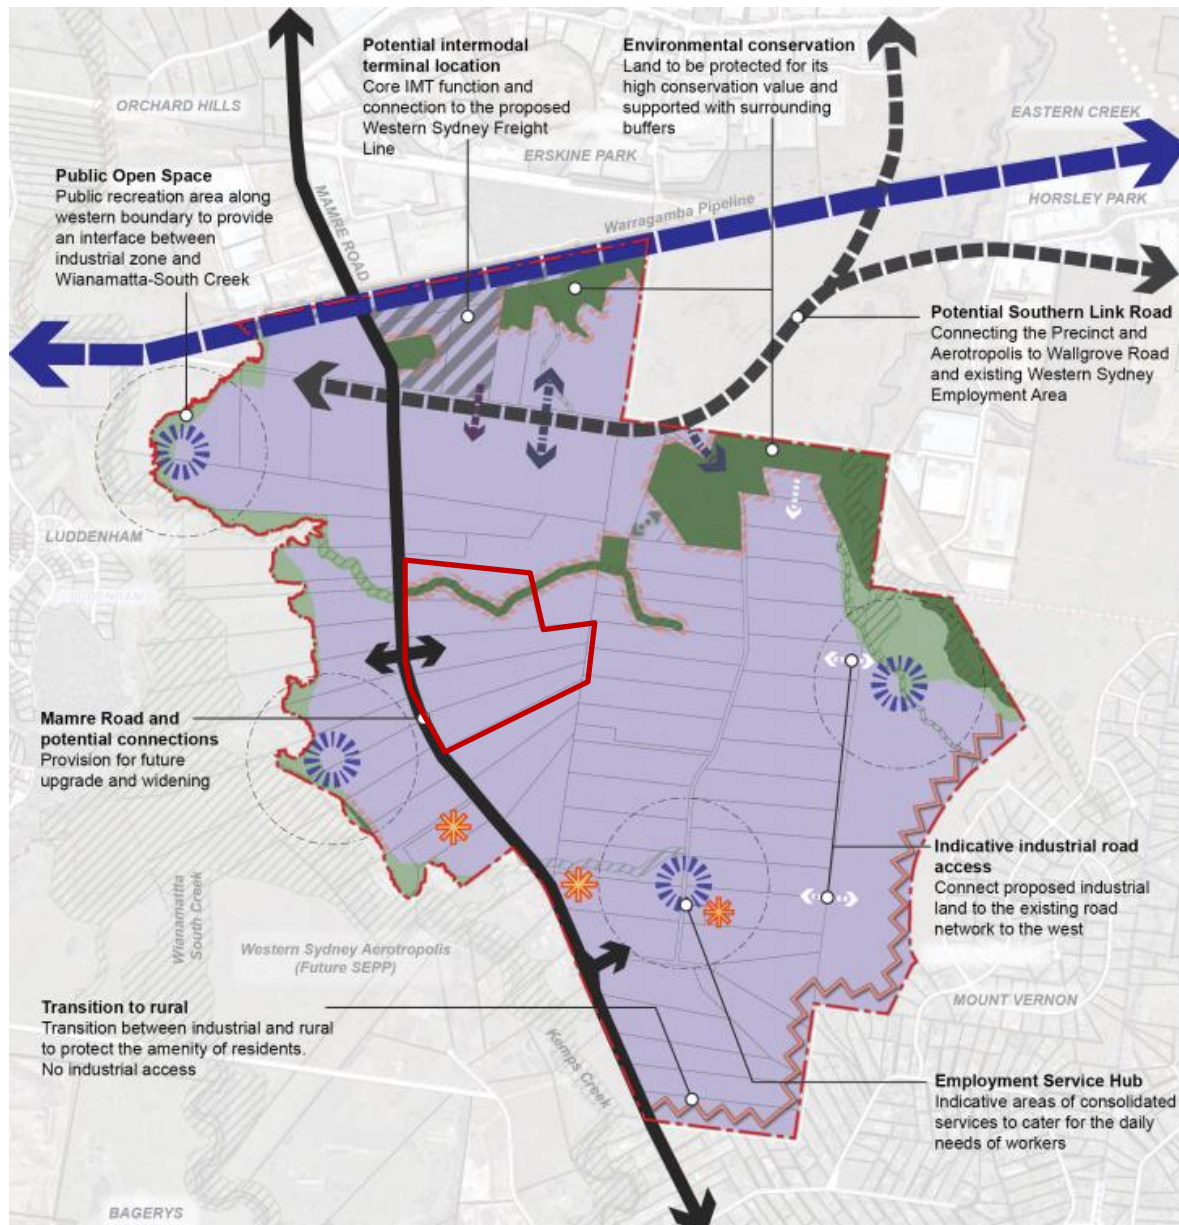 Potential intermodal
terminal location
Core IMT function and
connection to the proposed
Western Sydney Freight
Line
Environmental conservation
Land to be protected for its
high conservation value and
supported with surrounding
buffers
ORCHARD HILLS
ERSKINE PARK
EASTERN CREEK
HORSLEY PARK
Public Open Space
Public recreation area along
western boundary to provide
an interface between
industrial zone and
Wianamatta-South Creek
MAMRE ROAD
Warragamba Pipeline
Potential Southern Link Road
Connecting the Precinct and
Aerotropolis to Wallgrove Road
and existing Western Sydney
Employment Area
LUDDENHAM
Mamre Road and
potential connections
Provision for future
upgrade and widening
Indicative industrial road
access
Connect proposed industrial
land to the existing road
network to the west
Wianamattta
South Creek
Western Sydney Aerotropolis
(Future SEPP)
Transition to rural
Transition between industrial and rural
to protect the amenity of residents.
No industrial access
Kemps Creek
MOUNT VERNON
Employment Service Hub
Indicative areas of consolidated
services to cater for the daily
needs of workers
BAGERYS